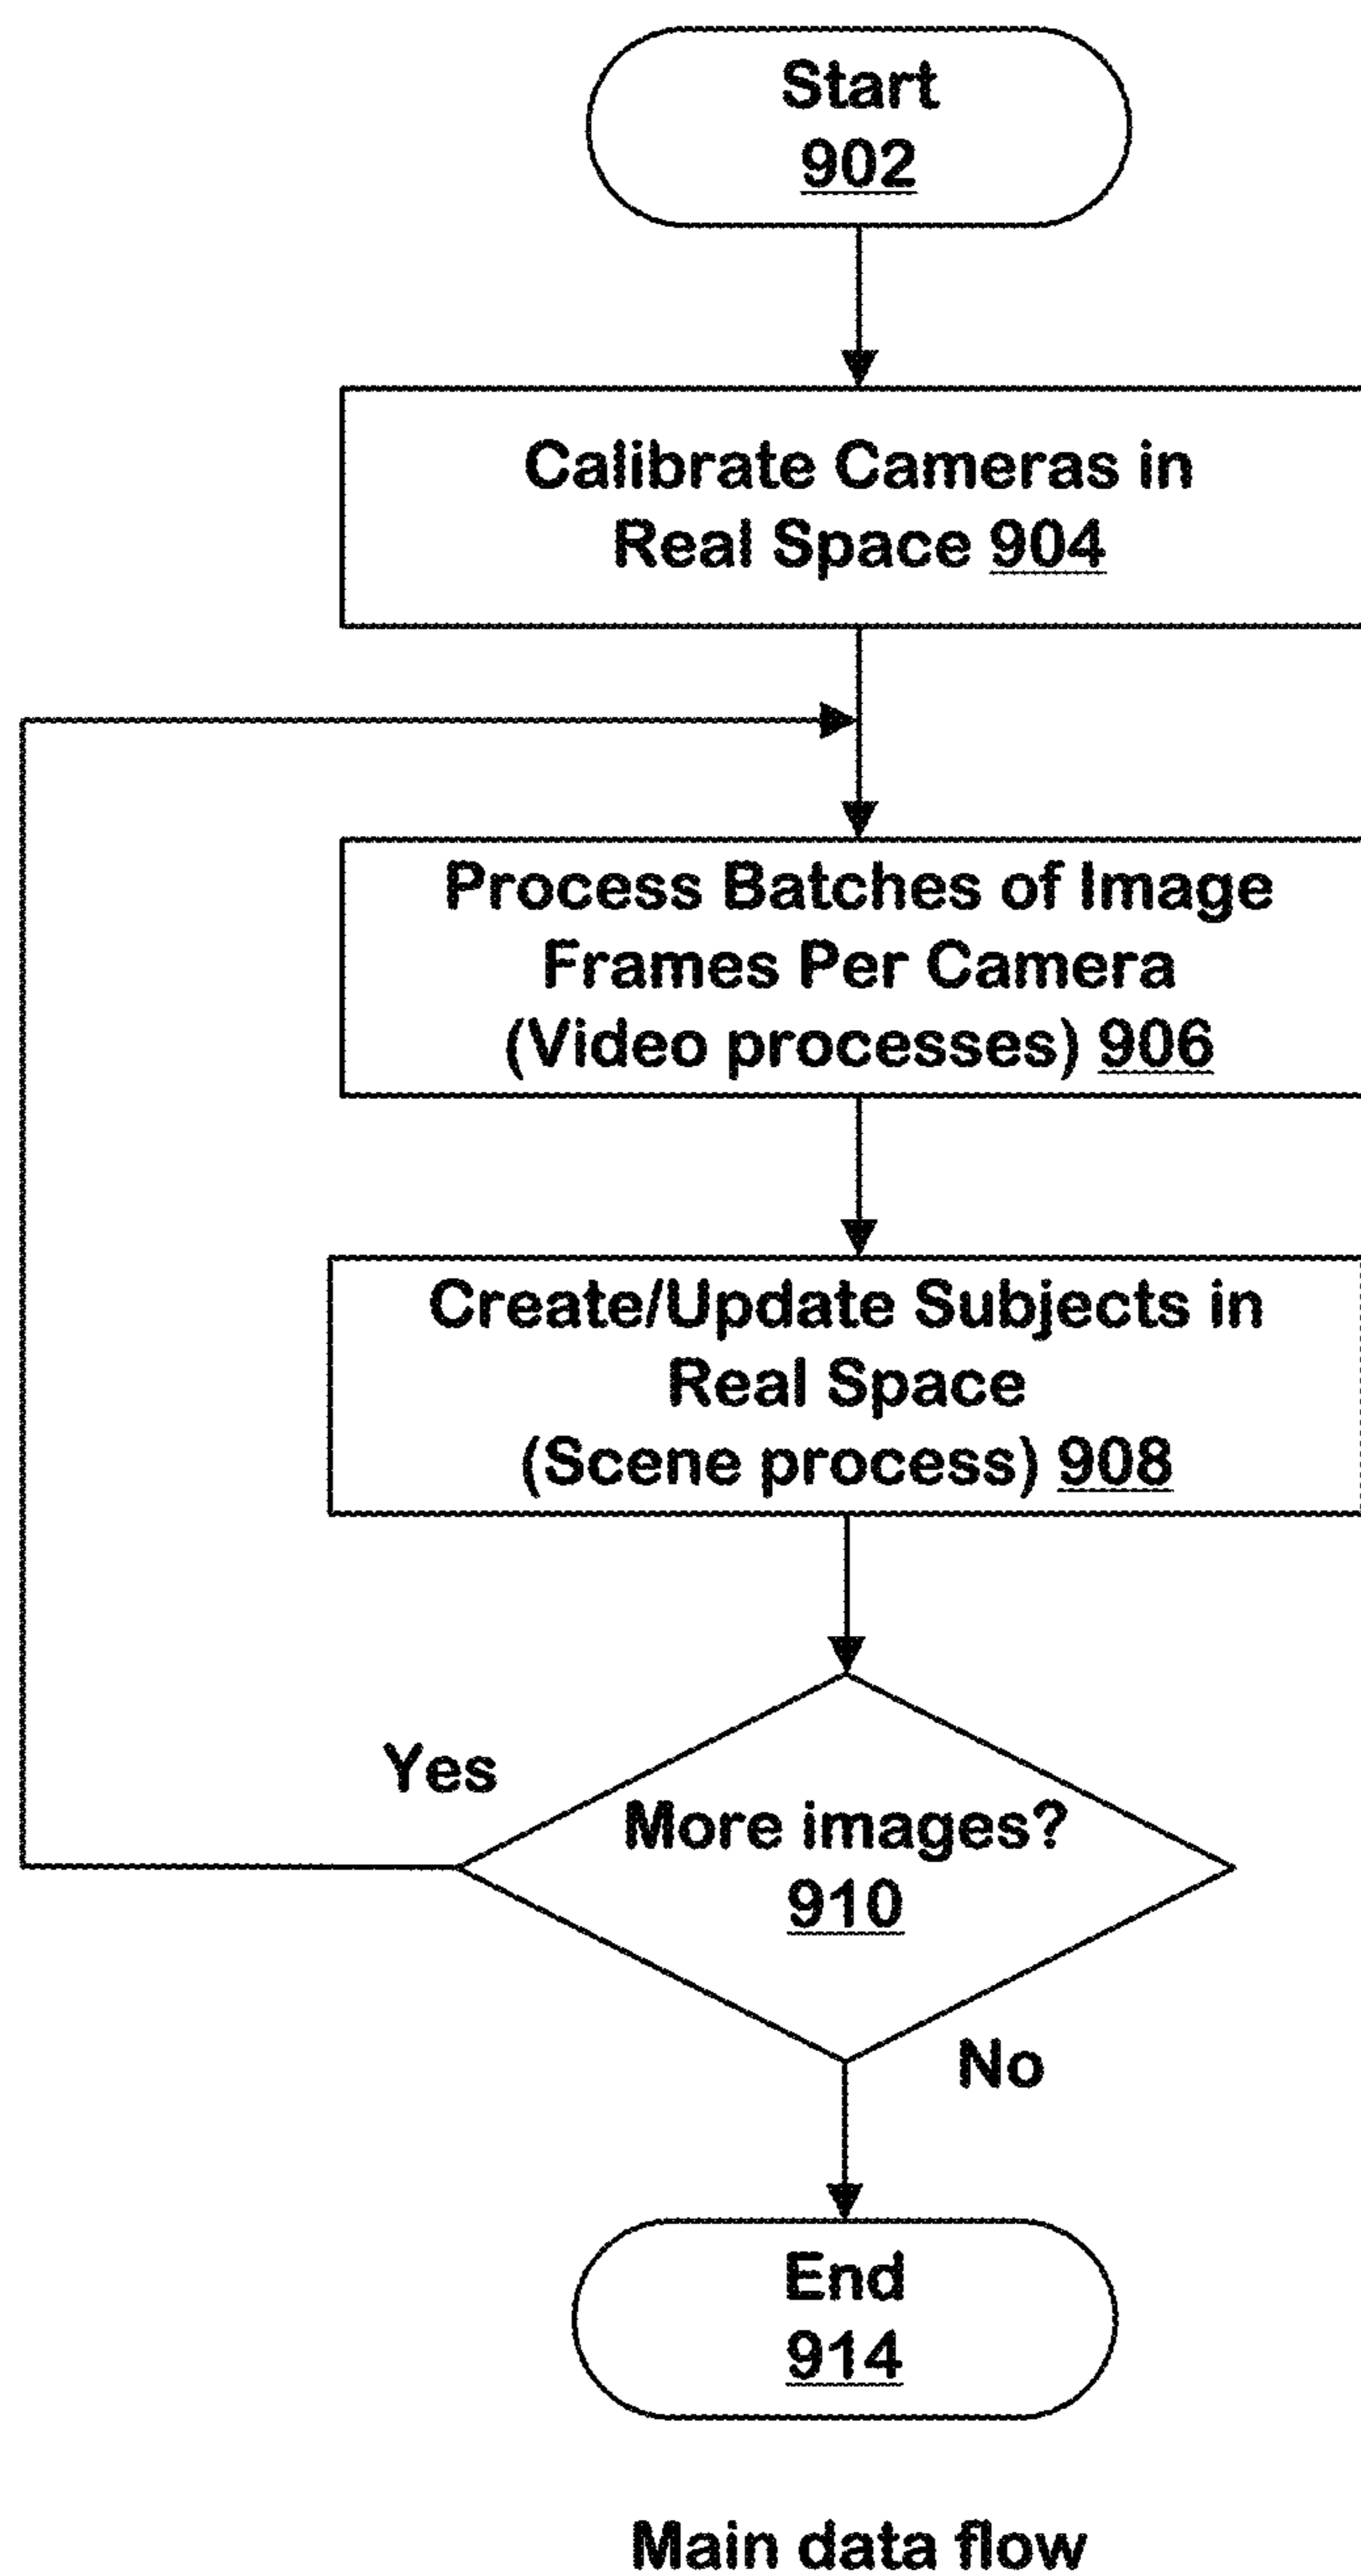 Start
902
Calibrate Cameras in
Real Space 904
Process Batches of Image
Frames Per Camera
(Video processes) 906
Create/Update Subjects in
Real Space
(Scene process) 908
Yes
More images?
910
No
End
914
Main data flow